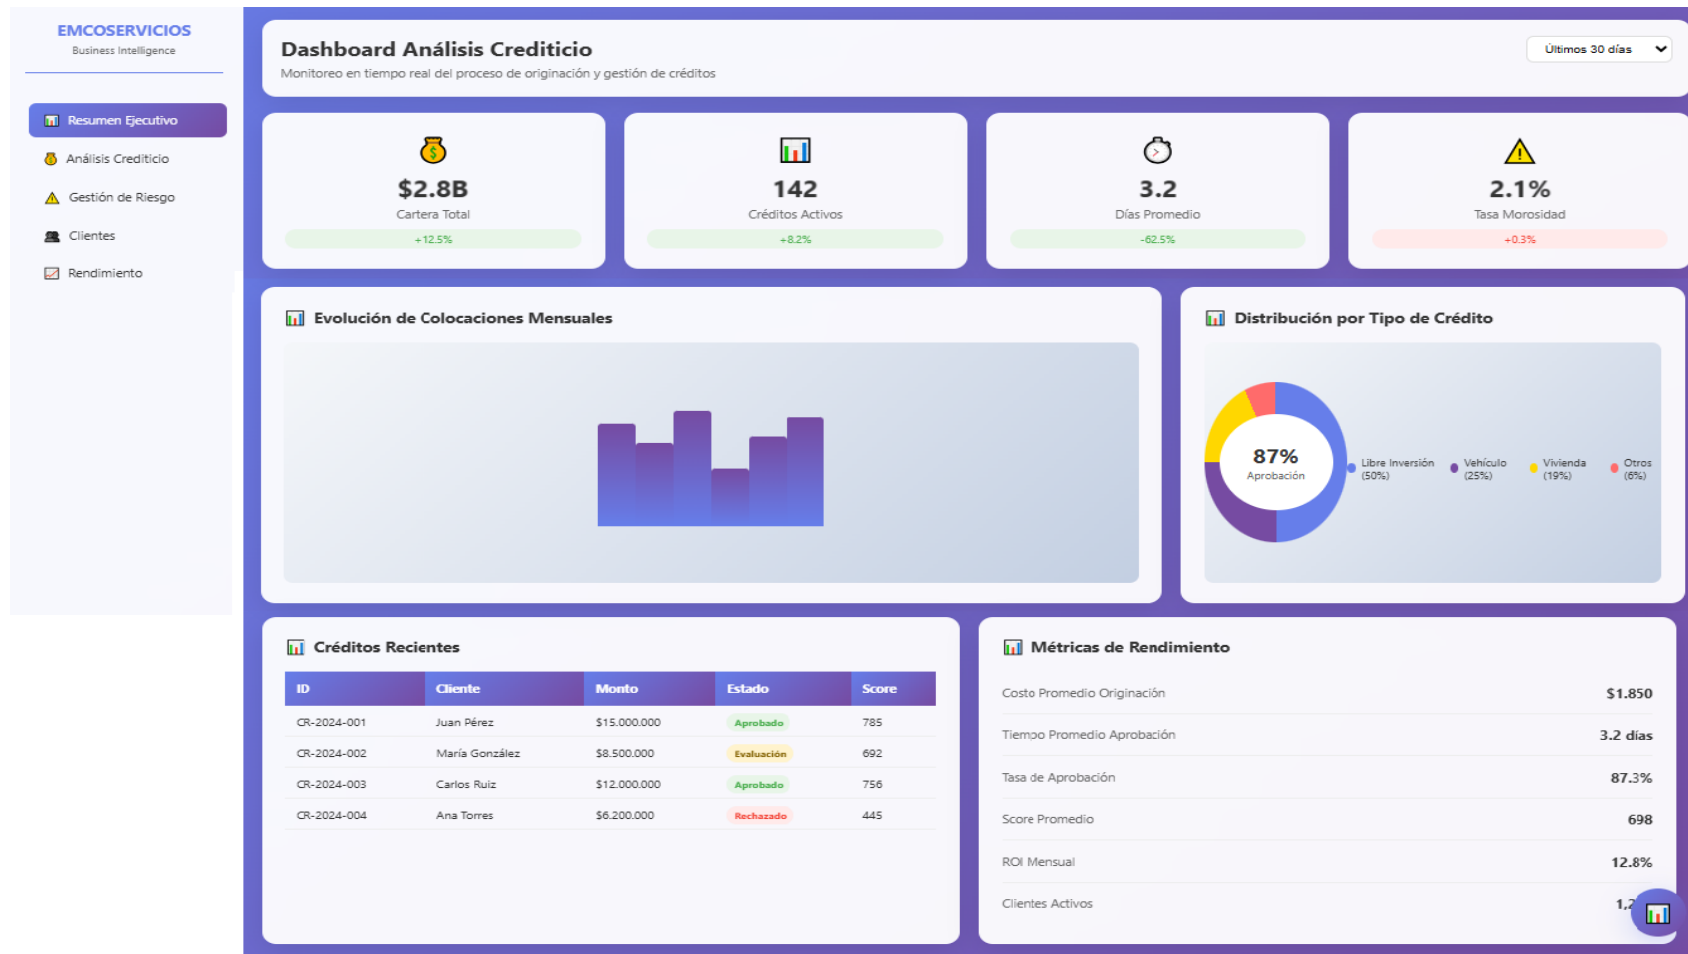 EMCOSERVICIOS
Business Intelligence
Resumen Ejecutivo
Análisis Crediticio
Gestión de Riesgo
Clientes
Rendimiento
Dashboard Análisis Crediticio
Monitoreo en tiempo real del proceso de originación y gestión de créditos
Últimos 30 días
$2.8B
Cartera Total
+12.5%
142
Créditos Activos
+8.2%
3.2
Días Promedio
-62.5%
2.1%
Tasa Morosidad
+0.3%
Evolución de Colocaciones Mensuales
Distribución por Tipo de Crédito
87%
Aprobación
Libre Inversión (50%)
Vehículo (25%)
Vivienda (19%)
Otros (6%)
Créditos Recientes
ID Cliente Monto Estado Score
CR-2024-001 Juan Pérez $15.000.000 Aprobado 785
CR-2024-002 María González $8.500.000 Evaluación 692
CR-2024-003 Carlos Ruiz $12.000.000 Aprobado 756
CR-2024-004 Ana Torres $6.200.000 Rechazado 445
Métricas de Rendimiento
Costo Promedio Originación $1.850
Tiempo Promedio Aprobación 3.2 días
Tasa de Aprobación 87.3%
Score Promedio 698
ROI Mensual 12.8%
Clientes Activos